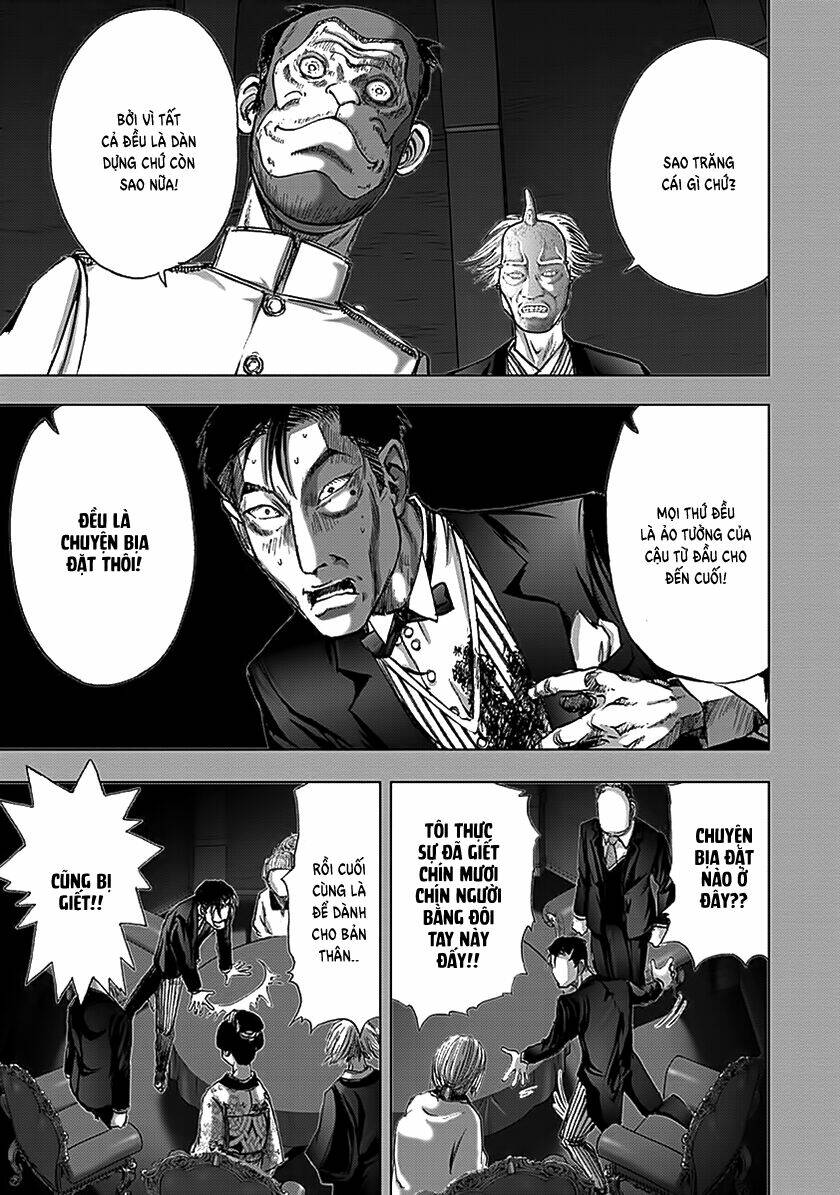 SAO TRĂNG
CÁI GÌ CHỨ?
BỞI VÌ TẤT
CẢ ĐỀU LÀ DÀN
DỰNG CHỨ CÒN
SAO NỮA!
MỌI THỨ ĐỀU
LÀ ẢO TƯỞNG CỦA
CẬU TỪ ĐẦU CHO
ĐẾN CUỐI!
ĐỀU LÀ
CHUYỆN BỊA
ĐẶT THÔI!
CHUYỆN
BỊA ĐẶT
NÀO Ở
ĐÂY??
TÔI THỰC
SỰ ĐÃ GIẾT
CHÍN MƯƠI
CHÍN NGƯỜI
BẰNG ĐÔI
TAY NÀY
ĐẤY!!
RỒI CUỐI
CÙNG LÀ
ĐỂ DÀNH
CHO BẢN
THÂN..
CŨNG BỊ
GIẾT!!